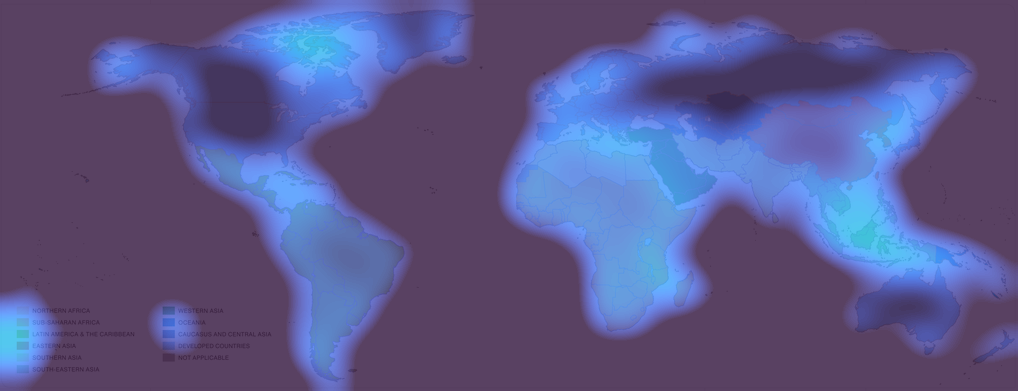 NORTHERN AFRICA
SUB-SAHARAN AFRICA
LATIN AMERICA & THE CARIBBEAN
EASTERN ASIA
SOUTHERN ASIA
SOUTH EASTERN ASIA
WESTERN ASIA
OCEANIA
CAUCASUS AND CENTRAL ASIA
DEVELOPED COUNTRIES
NOT APPLICABLE